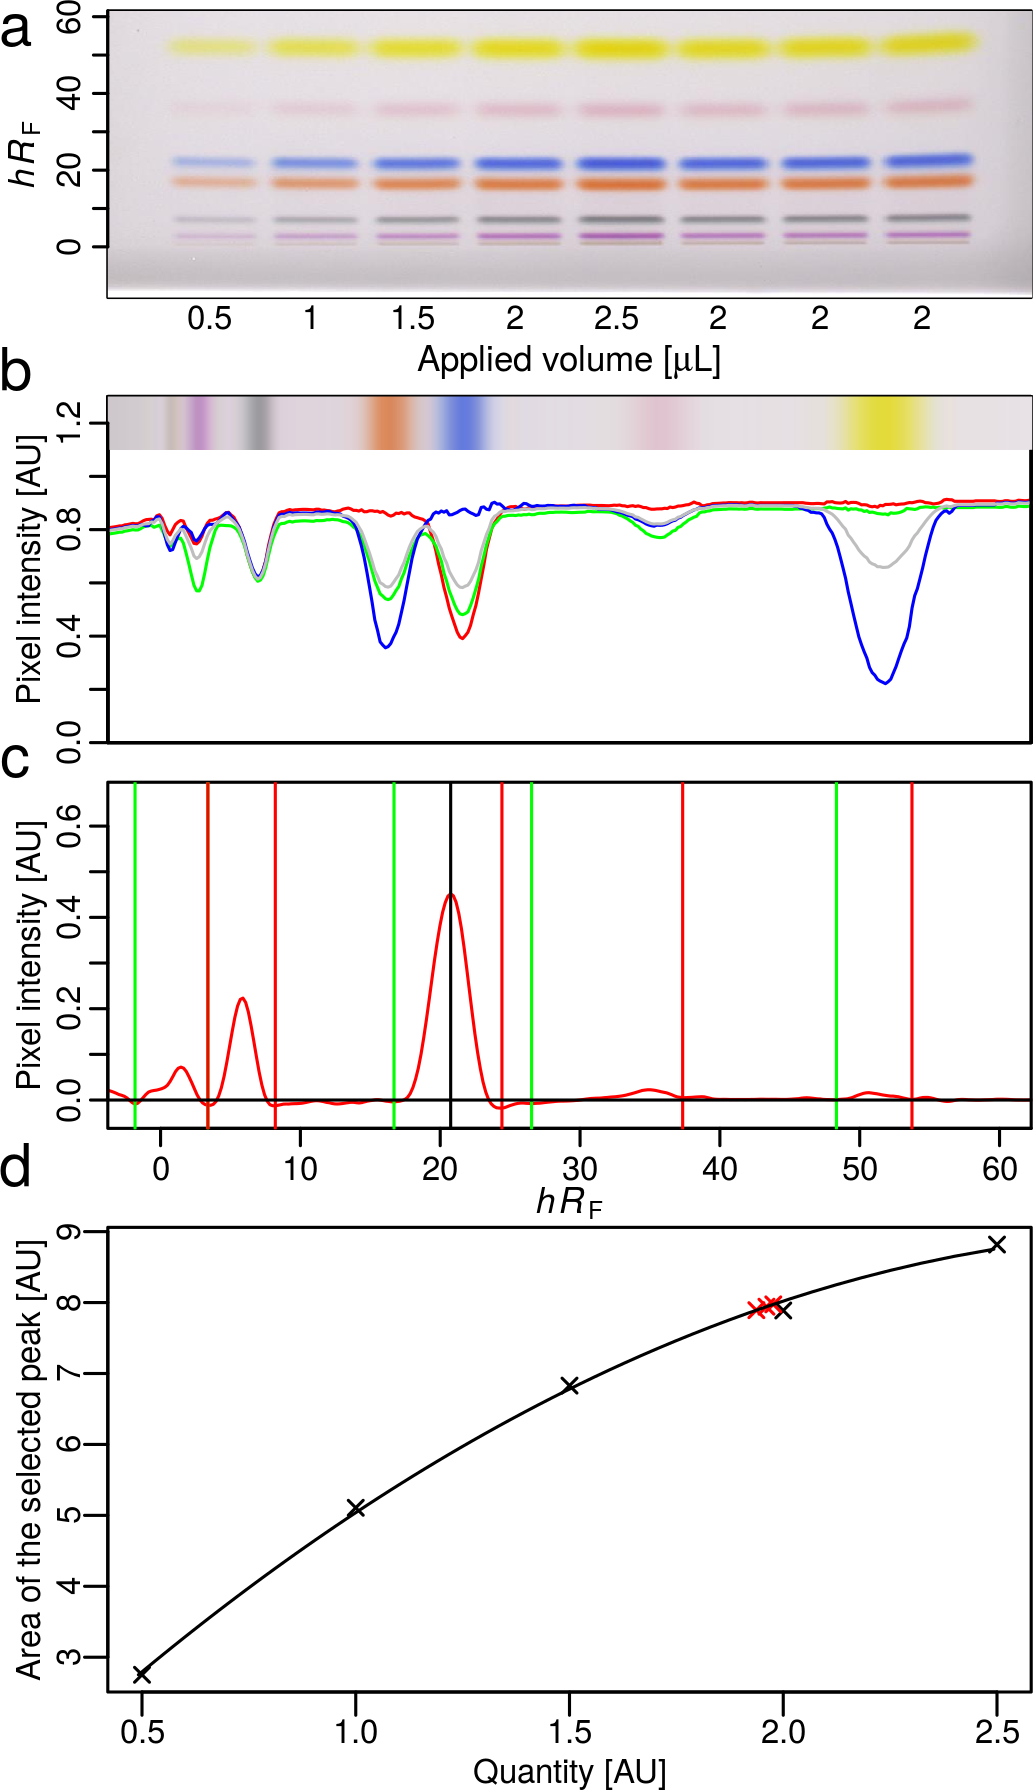 a
60
40
20
0
hRF
0.5 1 1.5 2 2.5 2 2 2
Applied volume [μL]
b
1.2
0.8
0.4
0.0
Pixel intensity [AU]
c
0.6
0.4
0.2
0.0
Pixel intensity [AU]
0 10 20 30 40 50 60
hRF
d
9
8
7
6
5
4
3
Area of the selected peak [AU]
0.5 1.0 1.5 2.0 2.5
Quantity [AU]